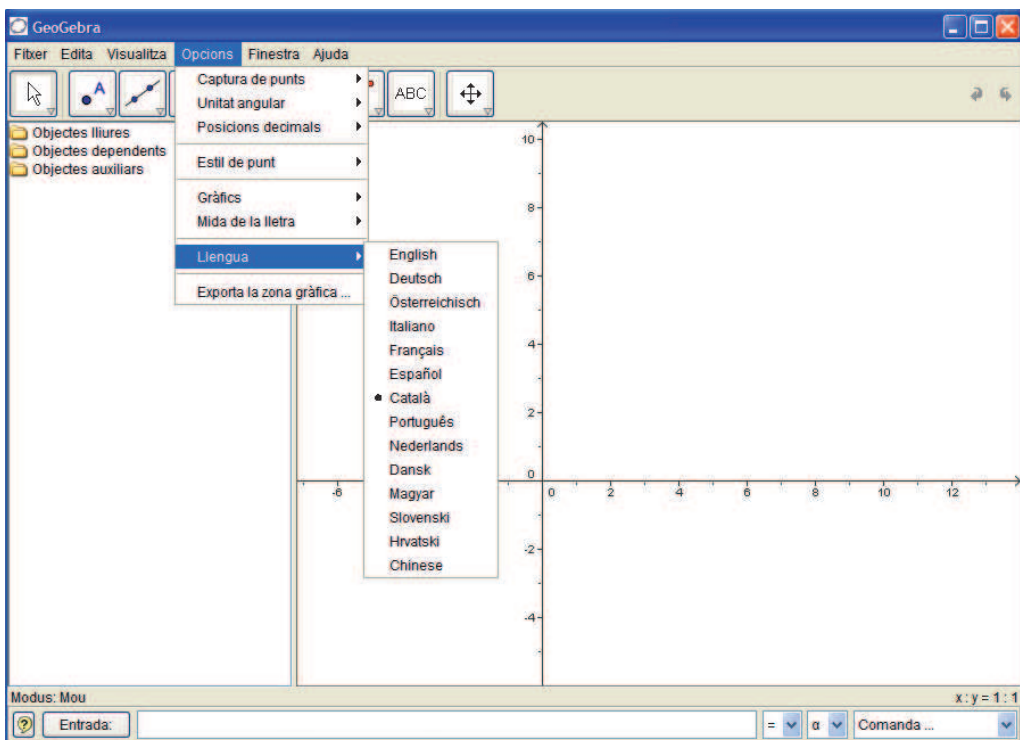 GeoGebra
Fitxer Edita Visualitza Opcions Finestra Ajuda
A ABC
Captura de punts
Unitat angular
Posicions decimals
Estil de punt
Gràfics
Mida de la lletra
Llengua
Exporta la zona gràfica ...
Objectes lliures
Objectes dependents
Objectes auxiliars
English
Deutsch
Österreichisch
Italiano
Français
Español
Català
Português
Nederlands
Dansk
Magyar
Slovenski
Hrvatski
Chinese
10
8
6
4
2
0
-6 0 2 4 6 8 10 12
-2
-4
Modus: Mou x : y = 1 : 1
Entrada: = α Comanda ...